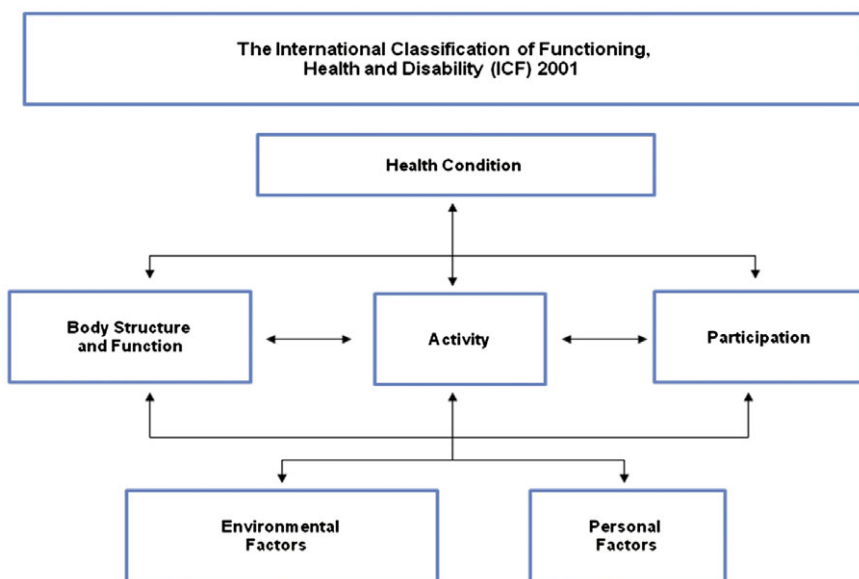 The International Classification of Functioning,
Health and Disability (ICF) 2001
Health Condition
Body Structure
and Function
Activity
Participation
Environmental
Factors
Personal
Factors